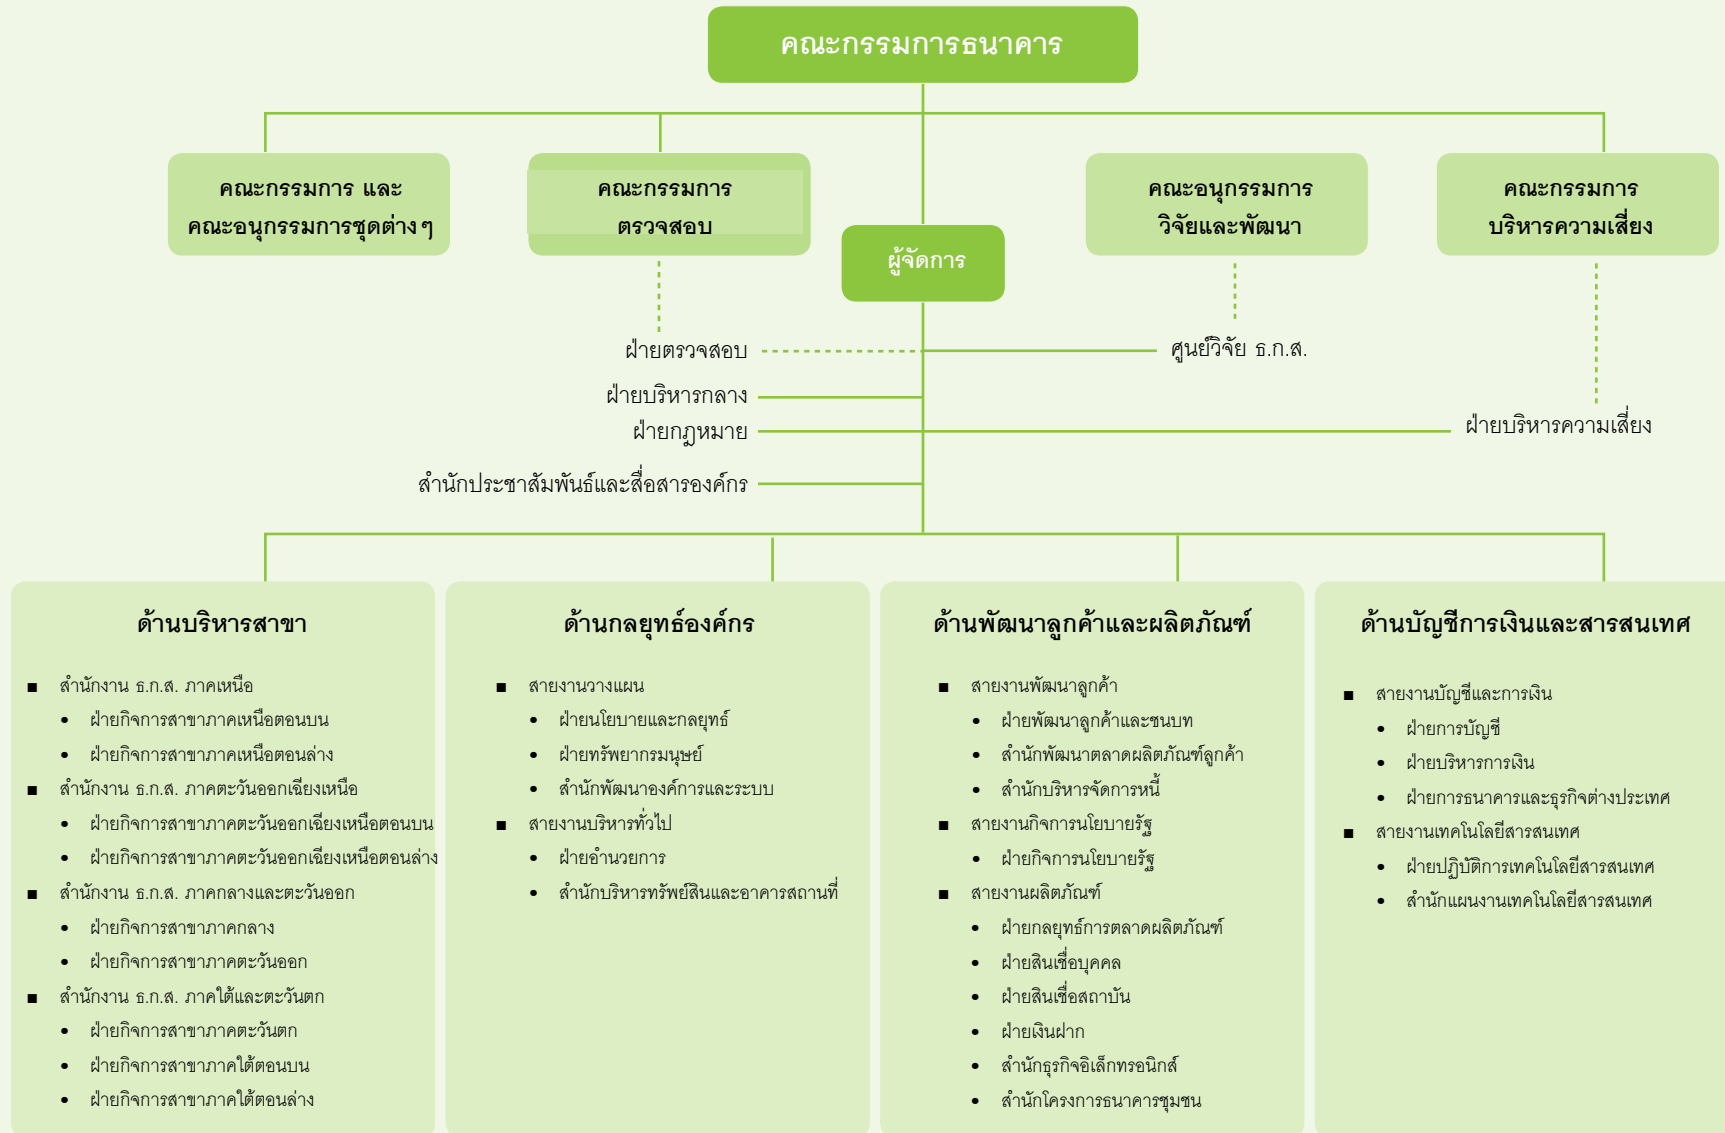 คณะกรรมการธนาคาร
คณะกรรมการ และ
คณะอนุกรรมการชุดต่างๆ
คณะกรรมการ
ตรวจสอบ
คณะอนุกรรมการ
วิจัยและพัฒนา
คณะกรรมการ
บริหารความเสี่ยง
ผู้จัดการ
ฝ่ายตรวจสอบ
ศูนย์วิจัย ธ.ก.ส.
ฝ่ายบริหารกลาง
ฝ่ายกฎหมาย
ฝ่ายบริหารความเสี่ยง
สำนักประชาสัมพันธ์และสื่อสารองค์กร
ด้านบริหารสาขา
■ สำนักงาน ธ.ก.ส. ภาคเหนือ
• ฝ่ายกิจการสาขาภาคเหนือตอนบน
• ฝ่ายกิจการสาขาภาคเหนือตอนล่าง
■ สำนักงาน ธ.ก.ส. ภาคตะวันออกเฉียงเหนือ
• ฝ่ายกิจการสาขาภาคตะวันออกเฉียงเหนือตอนบน
• ฝ่ายกิจการสาขาภาคตะวันออกเฉียงเหนือตอนล่าง
■ สำนักงาน ธ.ก.ส. ภาคกลางและตะวันออก
• ฝ่ายกิจการสาขาภาคกลาง
• ฝ่ายกิจการสาขาภาคตะวันออก
■ สำนักงาน ธ.ก.ส. ภาคใต้และตะวันตก
• ฝ่ายกิจการสาขาภาคตะวันตก
• ฝ่ายกิจการสาขาภาคใต้ตอนบน
• ฝ่ายกิจการสาขาภาคใต้ตอนล่าง
ด้านกลยุทธ์องค์กร
■ สายงานวางแผน
• ฝ่ายนโยบายและกลยุทธ์
• ฝ่ายทรัพยากรมนุษย์
• สำนักพัฒนาองค์การและระบบ
■ สายงานบริหารทั่วไป
• ฝ่ายอำนวยการ
• สำนักบริหารทรัพย์สินและอาคารสถานที่
ด้านพัฒนาลูกค้าและผลิตภัณฑ์
■ สายงานพัฒนาลูกค้า
• ฝ่ายพัฒนาลูกค้าและชนบท
• สำนักพัฒนาตลาดผลิตภัณฑ์ลูกค้า
• สำนักบริหารจัดการหนี้
■ สายงานกิจการนโยบายรัฐ
• ฝ่ายกิจการนโยบายรัฐ
■ สายงานผลิตภัณฑ์
• ฝ่ายกลยุทธ์การตลาดผลิตภัณฑ์
• ฝ่ายสินเชื่อบุคคล
• ฝ่ายสินเชื่อสถาบัน
• ฝ่ายเงินฝาก
• สำนักธุรกิจอิเล็กทรอนิกส์
• สำนักโครงการธนาคารชุมชน
ด้านบัญชีการเงินและสารสนเทศ
■ สายงานบัญชีและการเงิน
• ฝ่ายการบัญชี
• ฝ่ายบริหารการเงิน
• ฝ่ายการธนาคารและธุรกิจต่างประเทศ
■ สายงานเทคโนโลยีสารสนเทศ
• ฝ่ายปฏิบัติการเทคโนโลยีสารสนเทศ
• สำนักแผนงานเทคโนโลยีสารสนเทศ